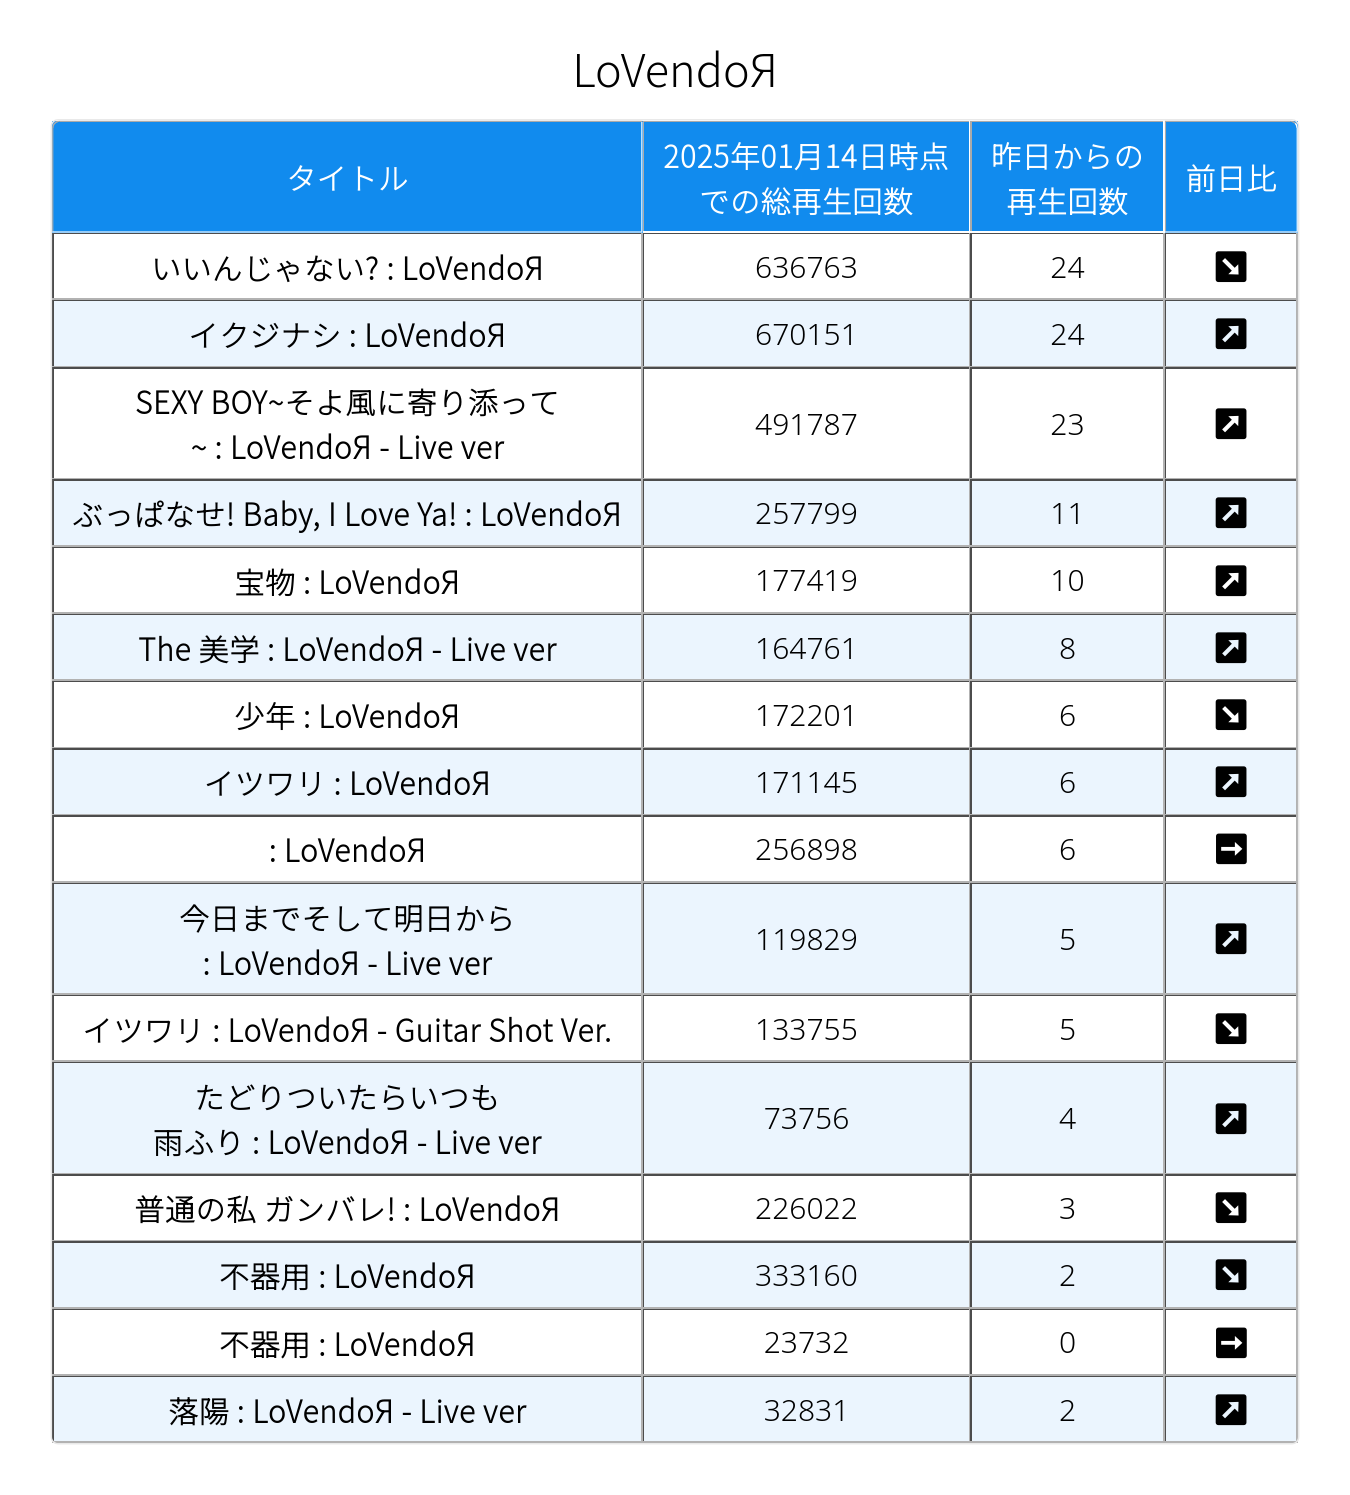 LoVendoЯ
タイトル
2025年01月14日時点
での総再生回数
昨日からの
再生回数
前日比
いいんじゃない? : LoVendoЯ
636763
24
イクジナシ : LoVendoЯ
670151
24
SEXY BOY~そよ風に寄り添って
~ : LoVendoЯ - Live ver
491787
23
ぶっぱなせ! Baby, I Love Ya! : LoVendoЯ
257799
11
宝物 : LoVendoЯ
177419
10
The 美学 : LoVendoЯ - Live ver
164761
8
少年 : LoVendoЯ
172201
6
イツワリ : LoVendoЯ
171145
6
: LoVendoЯ
256898
6
今日までそして明日から
: LoVendoЯ - Live ver
119829
5
イツワリ : LoVendoЯ - Guitar Shot Ver.
133755
5
たどりついたらいつも
雨ふり : LoVendoЯ - Live ver
73756
4
普通の私 ガンバレ! : LoVendoЯ
226022
3
不器用 : LoVendoЯ
333160
2
不器用 : LoVendoЯ
23732
0
落陽 : LoVendoЯ - Live ver
32831
2